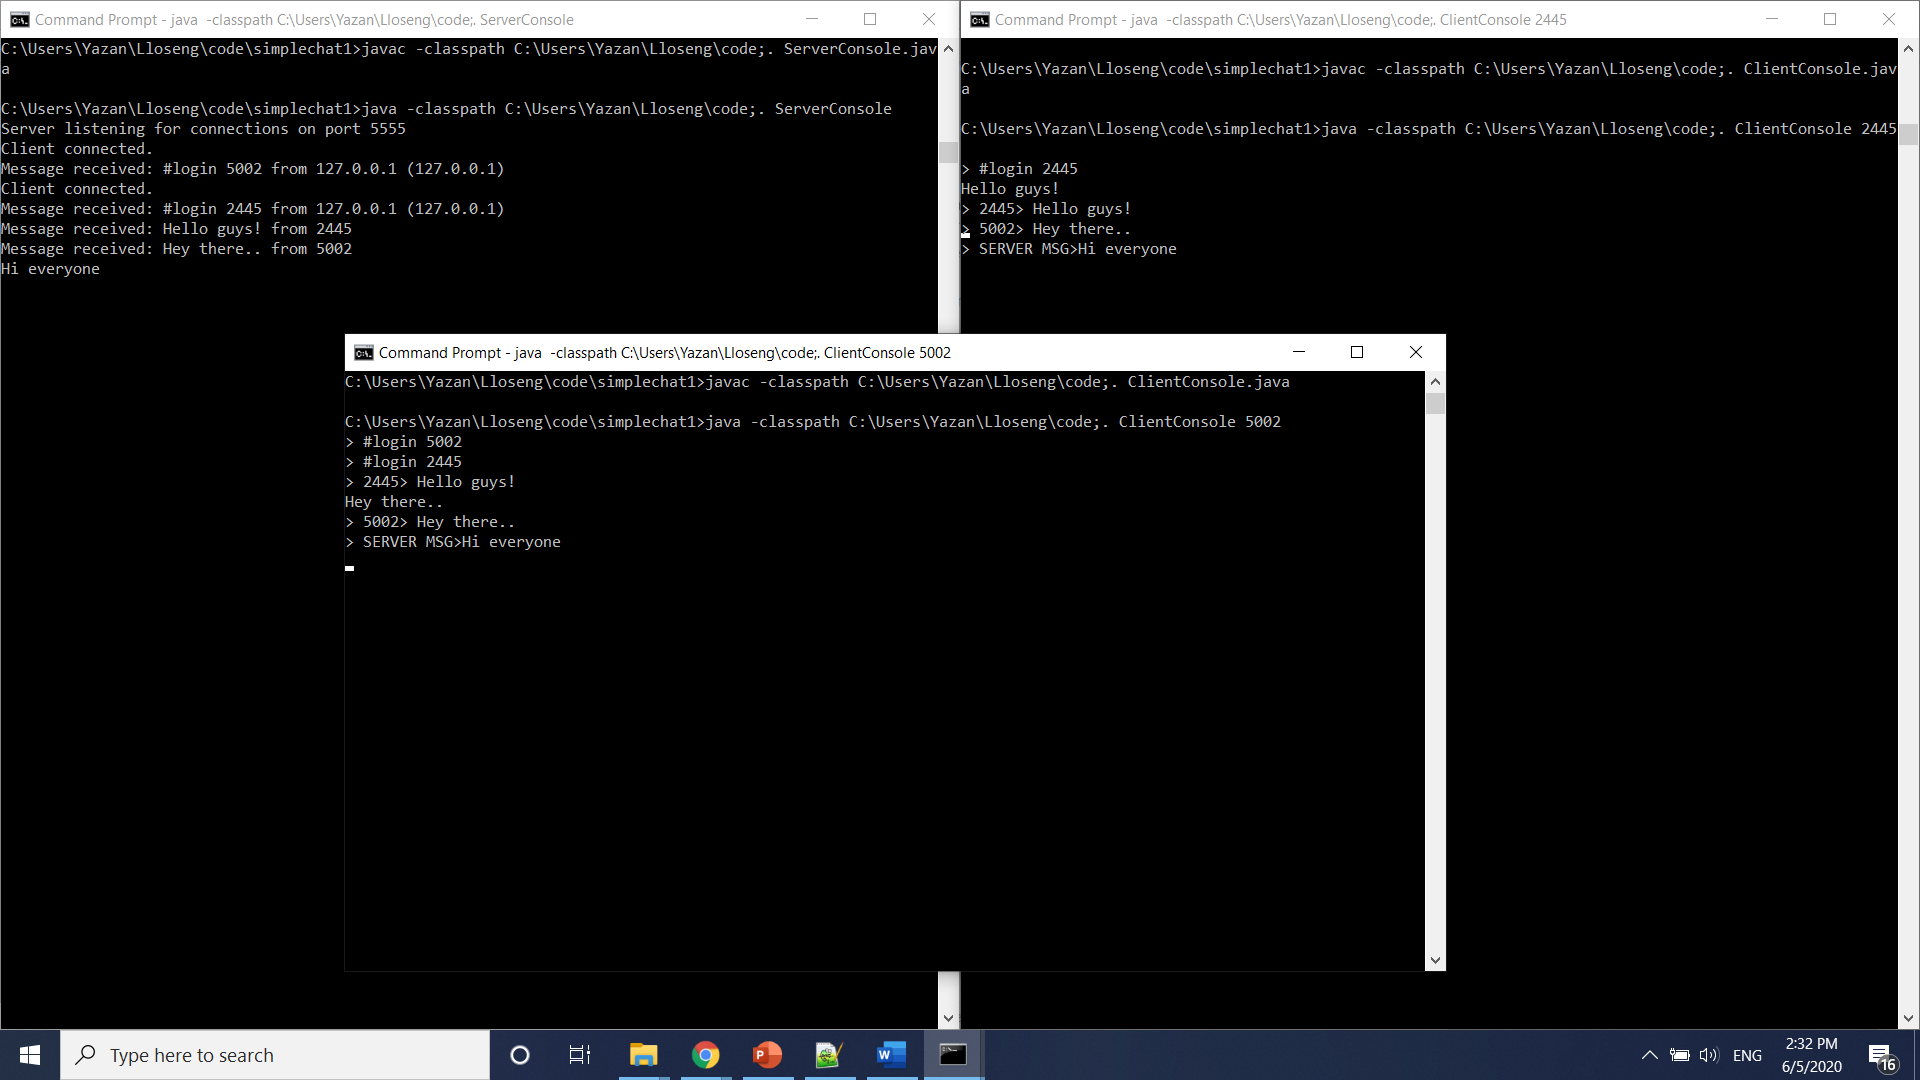 Command Prompt - java  -classpath C:\Users\Yazan\Lloseng\code;. ServerConsole
C:\Users\Yazan\Lloseng\code\simplechat1>javac -classpath C:\Users\Yazan\Lloseng\code;. ServerConsole.jav
a
C:\Users\Yazan\Lloseng\code\simplechat1>java -classpath C:\Users\Yazan\Lloseng\code;. ServerConsole
Server listening for connections on port 5555
Client connected.
Message received: #login 5002 from 127.0.0.1 (127.0.0.1)
Client connected.
Message received: #login 2445 from 127.0.0.1 (127.0.0.1)
Message received: Hello guys! from 2445
Message received: Hey there.. from 5002
Hi everyone
Command Prompt - java  -classpath C:\Users\Yazan\Lloseng\code;. ClientConsole 2445
C:\Users\Yazan\Lloseng\code\simplechat1>javac -classpath C:\Users\Yazan\Lloseng\code;. ClientConsole.jav
a
C:\Users\Yazan\Lloseng\code\simplechat1>java -classpath C:\Users\Yazan\Lloseng\code;. ClientConsole 2445
> #login 2445
Hello guys!
> 2445> Hello guys!
> 5002> Hey there..
> SERVER MSG>Hi everyone
Command Prompt - java  -classpath C:\Users\Yazan\Lloseng\code;. ClientConsole 5002
C:\Users\Yazan\Lloseng\code\simplechat1>javac -classpath C:\Users\Yazan\Lloseng\code;. ClientConsole.java
C:\Users\Yazan\Lloseng\code\simplechat1>java -classpath C:\Users\Yazan\Lloseng\code;. ClientConsole 5002
> #login 5002
> #login 2445
> 2445> Hello guys!
Hey there..
> 5002> Hey there..
> SERVER MSG>Hi everyone
Type here to search
ENG
2:32 PM
6/5/2020
16